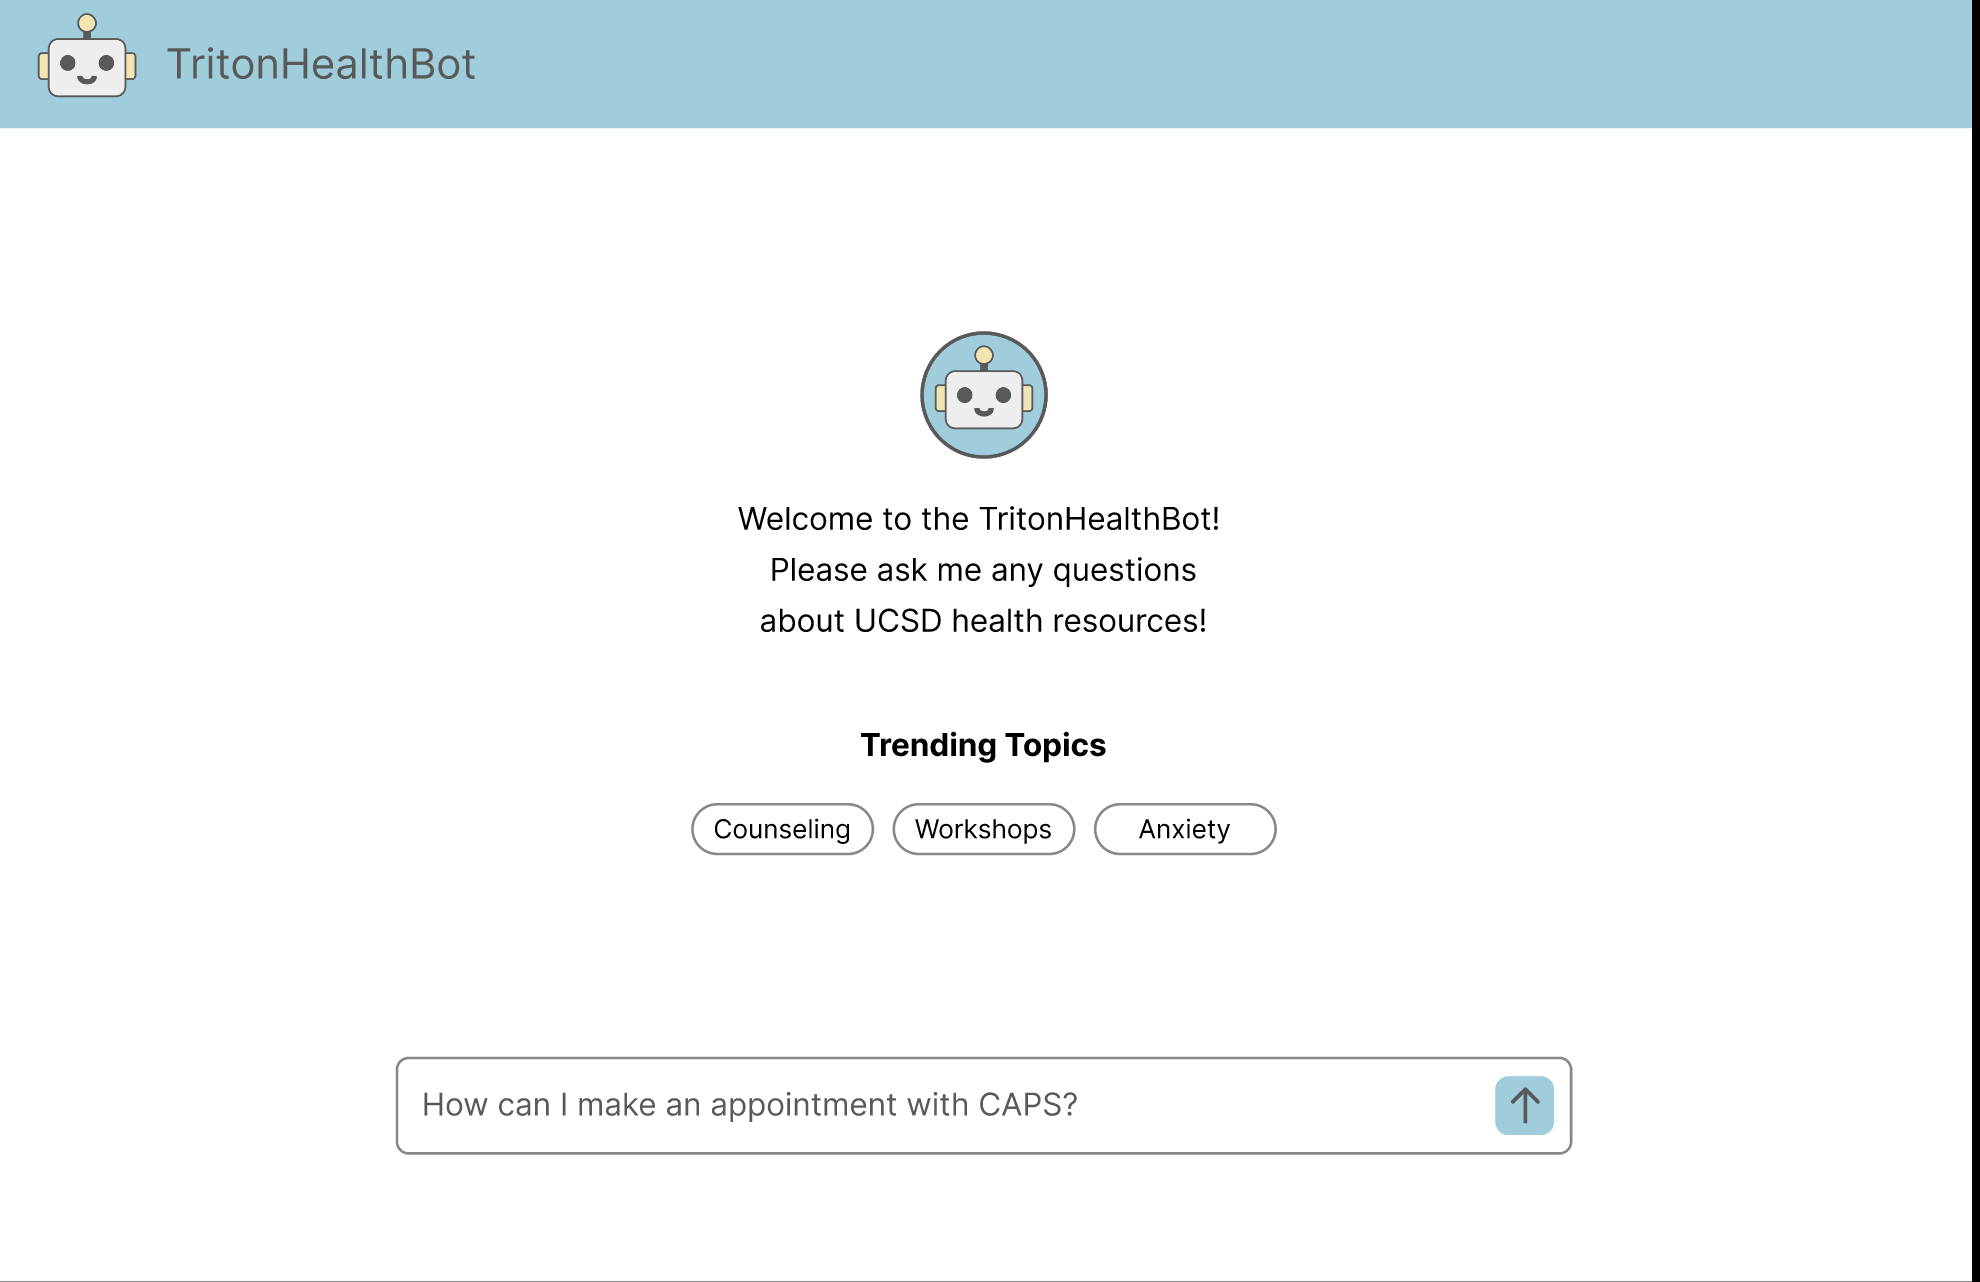 TritonHealthBot
Welcome to the TritonHealthBot!
Please ask me any questions
about UCSD health resources!
Trending Topics
Counseling
Workshops
Anxiety
How can I make an appointment with CAPS?